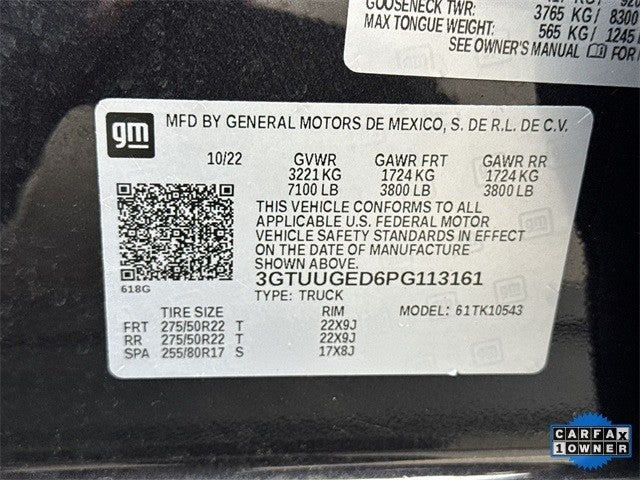 GOOSENECK TWR: 3765 KG/ 8300
MAX TONGUE WEIGHT: 565 KG/ 1245
SEE OWNER'S MANUAL FOR
gm MFD BY GENERAL MOTORS DE MEXICO, S. DE R.L. DE C.V.
10/22 GVWR GAWR FRT GAWR RR
3221 KG 1724 KG 1724 KG
7100 LB 3800 LB 3800 LB
THIS VEHICLE CONFORMS TO ALL
APPLICABLE U.S. FEDERAL MOTOR
VEHICLE SAFETY STANDARDS IN EFFECT
ON THE DATE OF MANUFACTURE
SHOWN ABOVE.
618G
3GTUUGED6PG113161
TYPE: TRUCK MODEL: 61TK10543
TIRE SIZE RIM
FRT 275/50R22 T 22X9J
RR 275/50R22 T 22X9J
SPA 255/80R17 S 17X8J
CARFAX
1 OWNER